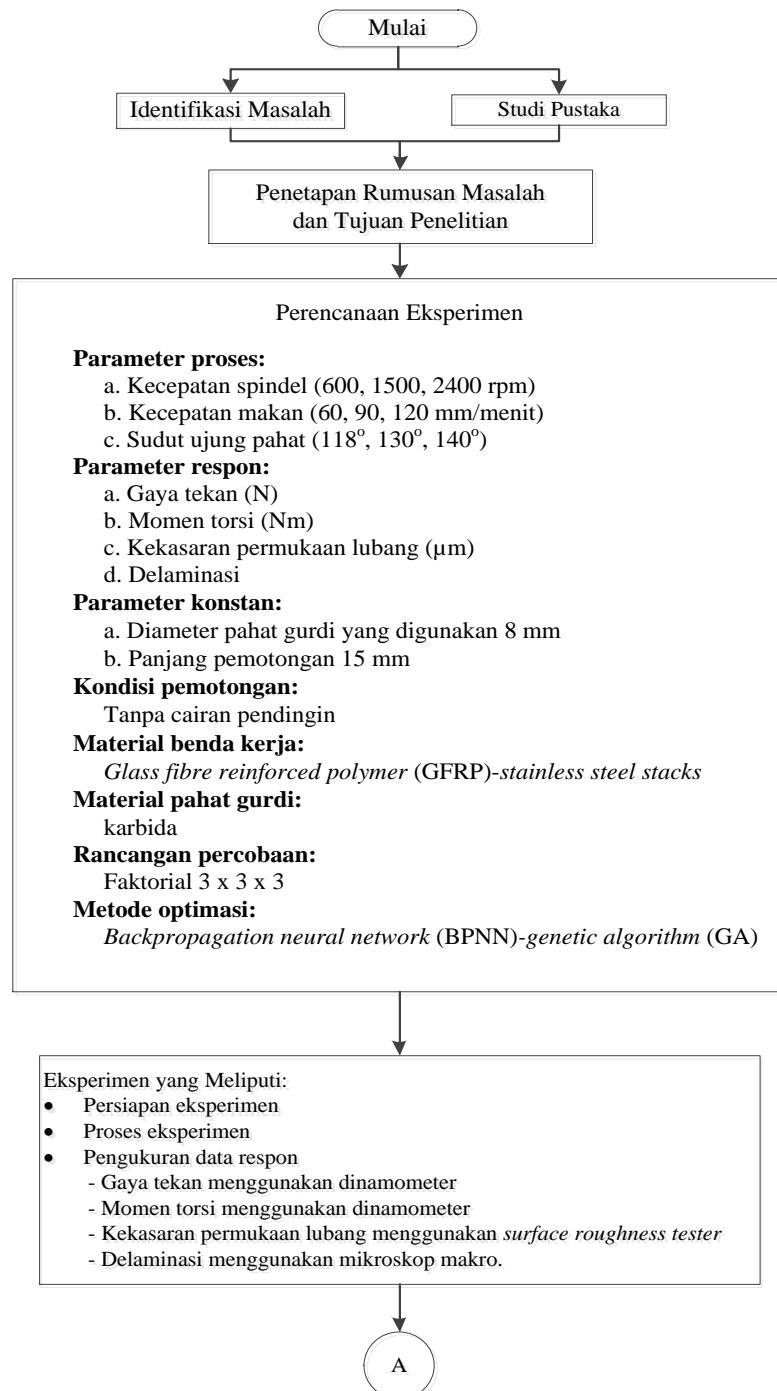 Mulai
Identifikasi Masalah
Studi Pustaka
Penetapan Rumusan Masalah
dan Tujuan Penelitian
Perencanaan Eksperimen
Parameter proses:
a. Kecepatan spindel (600, 1500, 2400 rpm)
b. Kecepatan makan (60, 90, 120 mm/menit)
c. Sudut ujung pahat (118°, 130°, 140°)
Parameter respon:
a. Gaya tekan (N)
b. Momen torsi (Nm)
c. Kekasaran permukaan lubang (µm)
d. Delaminasi
Parameter konstan:
a. Diameter pahat gurdi yang digunakan 8 mm
b. Panjang pemotongan 15 mm
Kondisi pemotongan:
Tanpa cairan pendingin
Material benda kerja:
Glass fibre reinforced polymer (GFRP)-stainless steel stacks
Material pahat gurdi:
karbida
Rancangan percobaan:
Faktorial 3 x 3 x 3
Metode optimasi:
Backpropagation neural network (BPNN)-genetic algorithm (GA)
Eksperimen yang Meliputi:
• Persiapan eksperimen
• Proses eksperimen
• Pengukuran data respon
- Gaya tekan menggunakan dinamometer
- Momen torsi menggunakan dinamometer
- Kekasaran permukaan lubang menggunakan surface roughness tester
- Delaminasi menggunakan mikroskop makro.
A